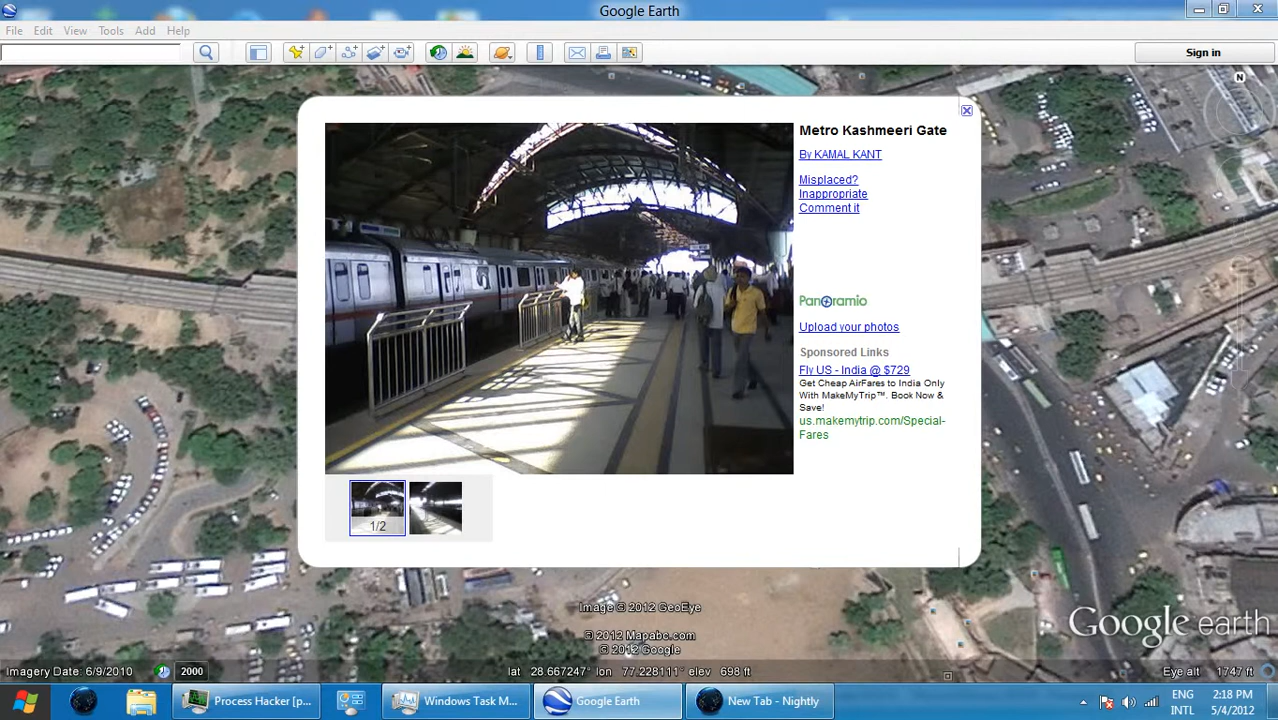 Google Earth
File Edit View Tools Add Help
Sign in
N
Metro Kashmeeri Gate
By KAMAL KANT
Misplaced?
Inappropriate
Comment it
Panoramio
Upload your photos
Sponsored Links
Fly US - India @ $729
Get Cheap AirFares to India Only
With MakeMyTrip™. Book Now &
Save!
us.makemytrip.com/Special-
Fares
1/2
Image © 2012 GeoEye
© 2012 Mapabc.com
© 2012 Google
Google earth
Imagery Date: 6/9/2010 2000 lat 28.667247° lon 77.228111° elev 698 ft Eye alt 1747 ft
Process Hacker [p... Windows Task M... Google Earth New Tab - Nightly
ENG 2:18 PM
INTL 5/4/2012